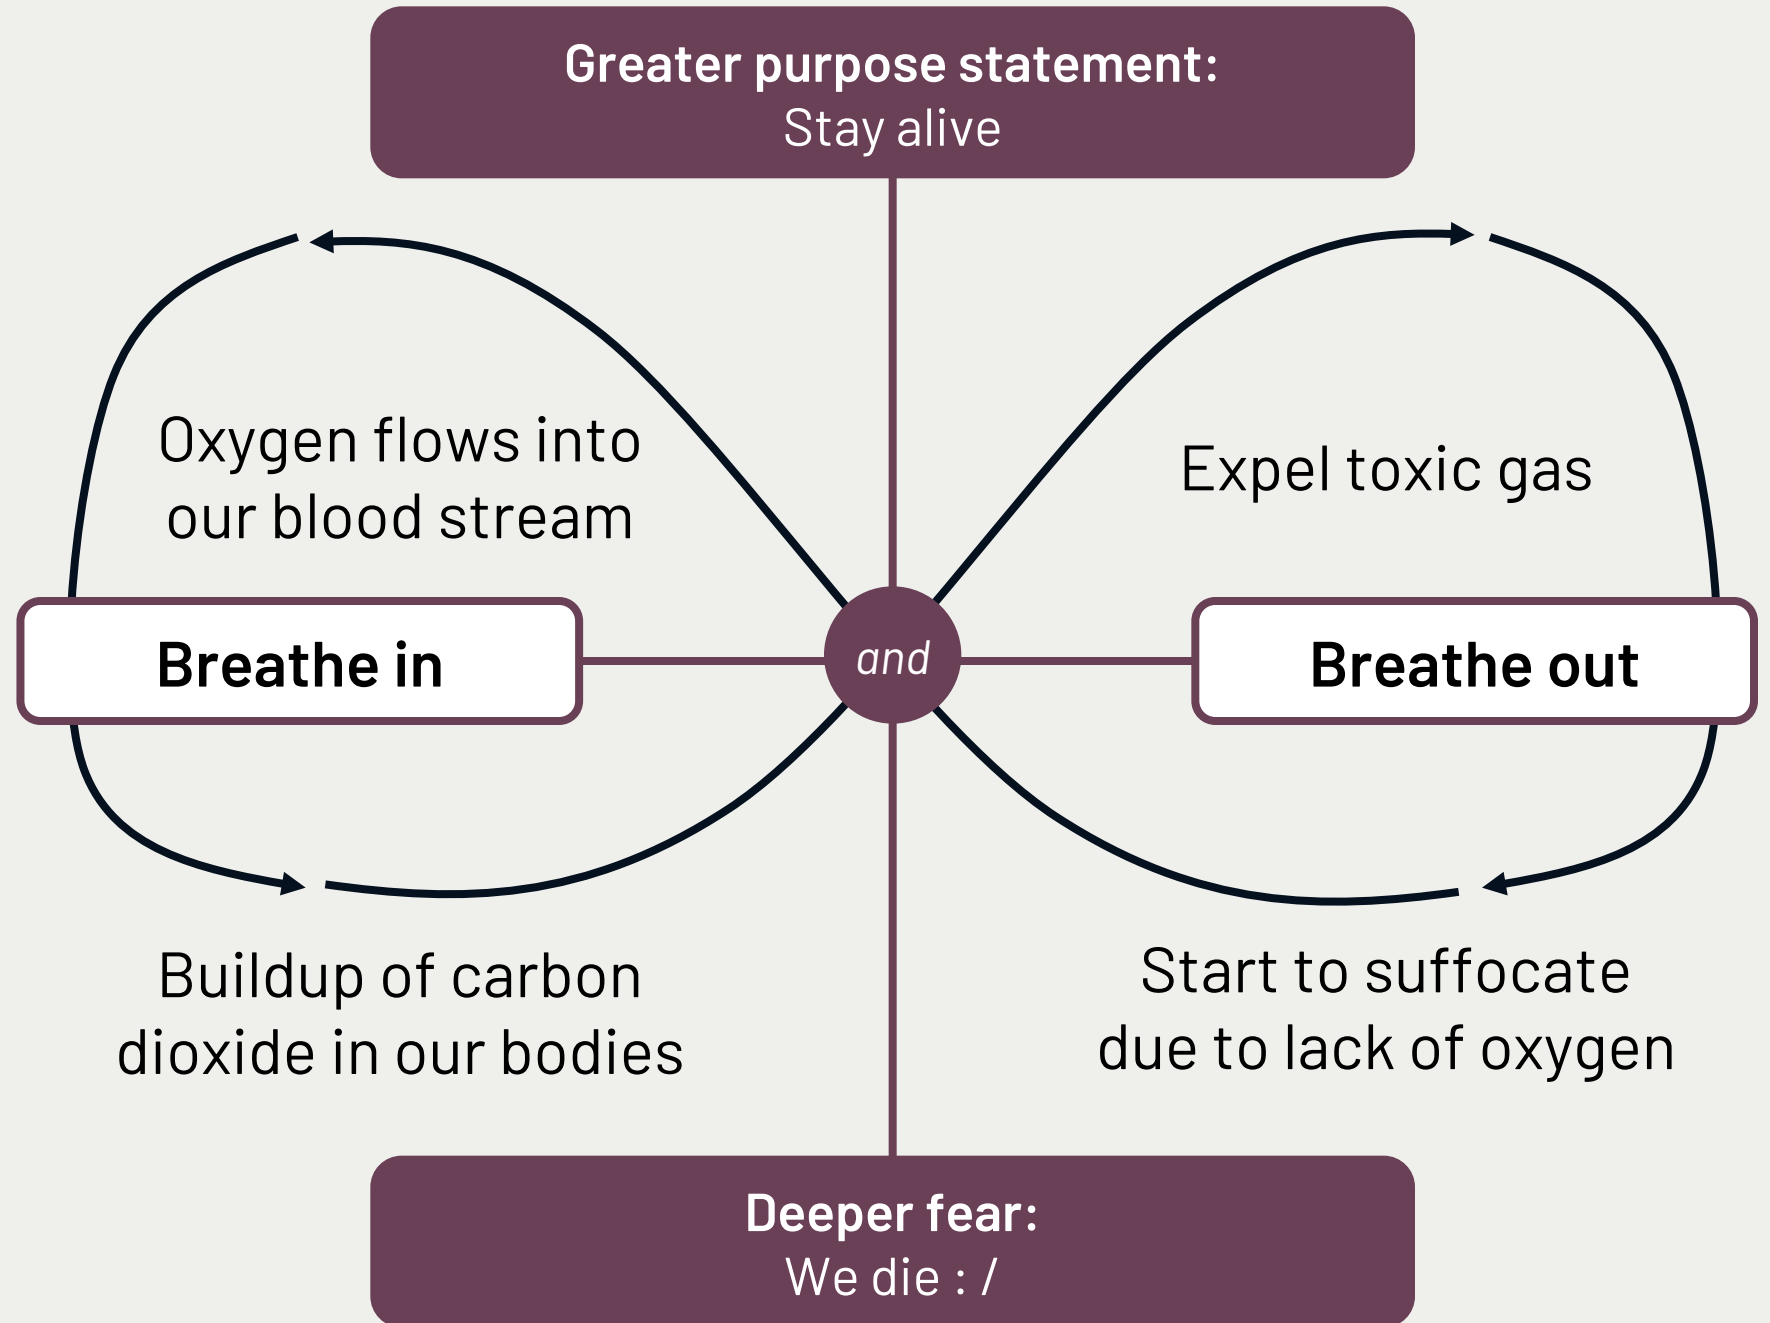 Greater purpose statement:
Stay alive
Oxygen flows into
our blood stream
Expel toxic gas
Breathe in
and
Breathe out
Buildup of carbon
dioxide in our bodies
Start to suffocate
due to lack of oxygen
Deeper fear:
We die : /